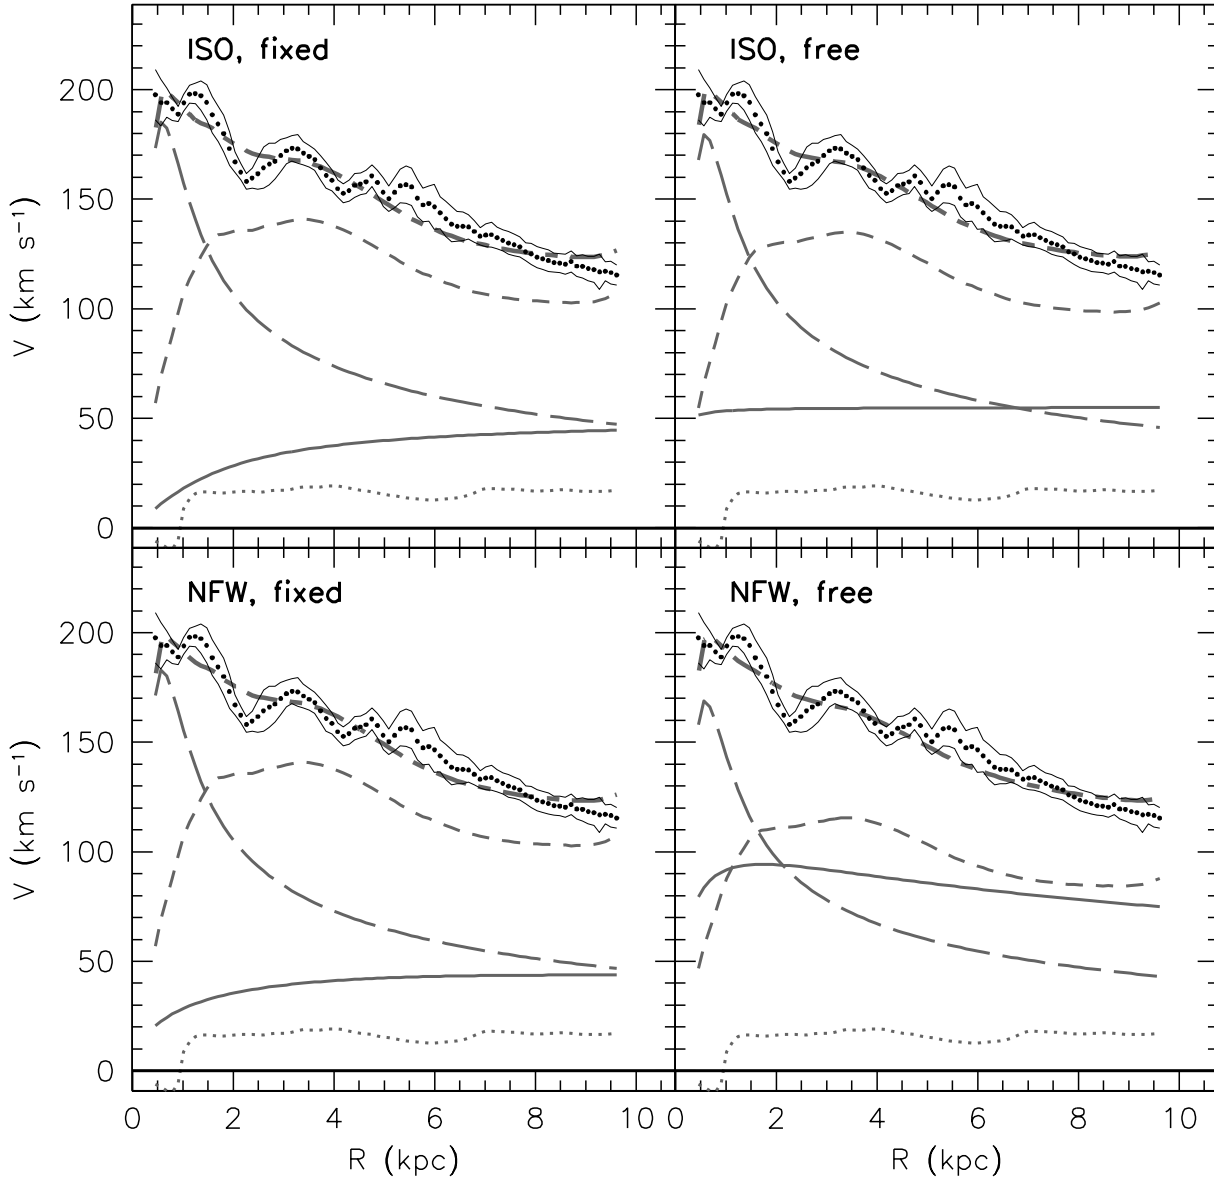 ISO, fixed
ISO, free
200
150
100
50
0
V (km s⁻¹)
NFW, fixed
NFW, free
200
150
100
50
0
V (km s⁻¹)
0 2 4 6 8 10 0 2 4 6 8 10
R (kpc) R (kpc)